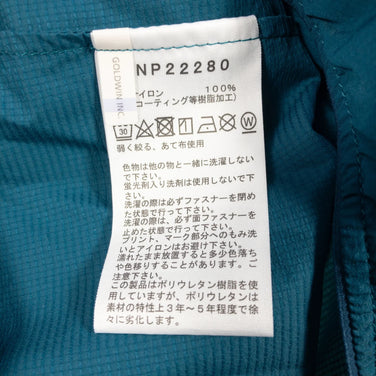 GOLDWIN INC.
NP22280
イロン 100%
コーティング等樹脂加工)
30
W
弱く絞る、あて布使用
色物は他の物と一緒に洗濯しない
で下さい。
蛍光剤入り洗剤は使用しないで下
さい。
洗濯の際は必ずファスナーを閉め
た状態で行って下さい。
洗濯の際は、必ず面ファスナーを
止めた状態で行って下さい。
プリント、マーク部分へのもみ洗
いとアイロンはお避け下さい。
濡れたまま放置すると多少色落ち
や色移りすることがあります。ご
注意下さい。
この製品はポリウレタン樹脂を使
用していますが、ポリウレタンは
素材の特性上3年～5年程度で徐
々に劣化します。